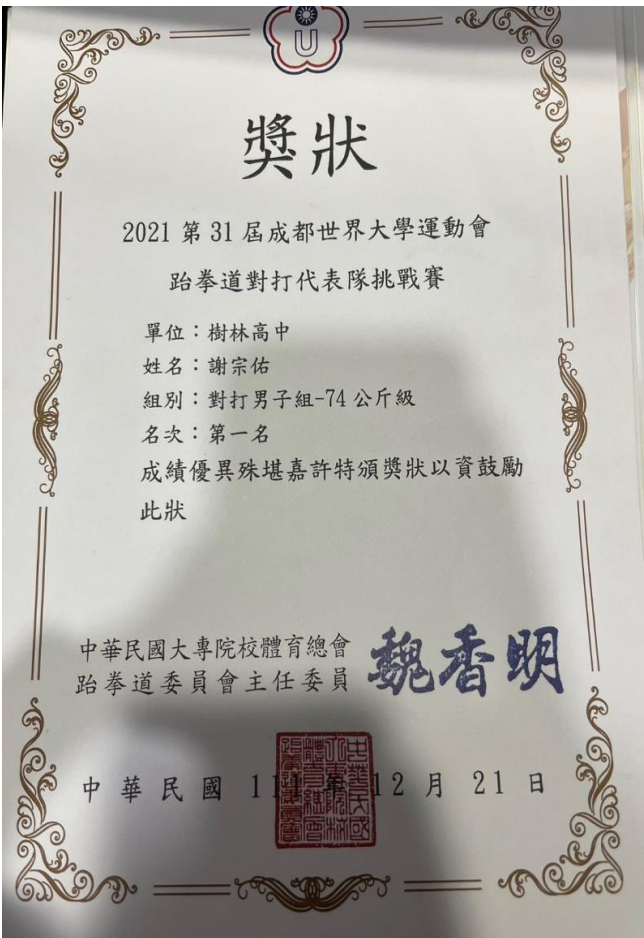 U
獎狀
2021 第 31 屆成都世界大學運動會
跆拳道對打代表隊挑戰賽
單位：樹林高中
姓名：謝宗佑
組別：對打男子組-74 公斤級
名次：第一名
成績優異殊堪嘉許特頒獎狀以資鼓勵
此狀
中華民國大專院校體育總會
跆拳道委員會主任委員 魏香明
中華民國 111 年 12 月 21 日